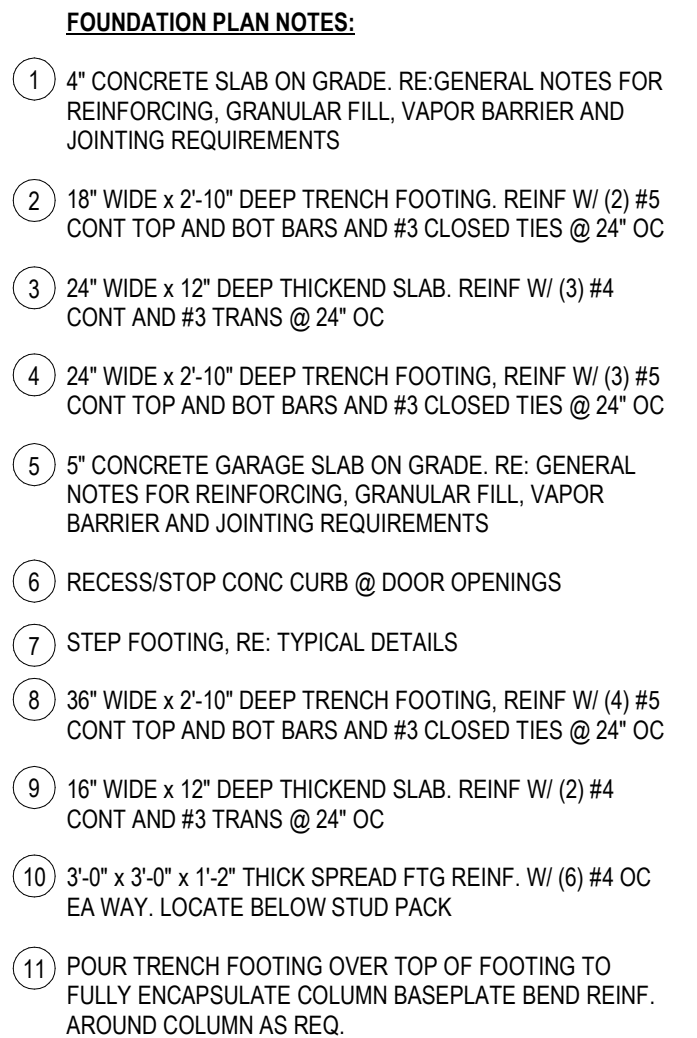 FOUNDATION PLAN NOTES:
1 4" CONCRETE SLAB ON GRADE. RE:GENERAL NOTES FOR
REINFORCING, GRANULAR FILL, VAPOR BARRIER AND
JOINTING REQUIREMENTS
2 18" WIDE x 2'-10" DEEP TRENCH FOOTING. REINF W/ (2) #5
CONT TOP AND BOT BARS AND #3 CLOSED TIES @ 24" OC
3 24" WIDE x 12" DEEP THICKEND SLAB. REINF W/ (3) #4
CONT AND #3 TRANS @ 24" OC
4 24" WIDE x 2'-10" DEEP TRENCH FOOTING, REINF W/ (3) #5
CONT TOP AND BOT BARS AND #3 CLOSED TIES @ 24" OC
5 5" CONCRETE GARAGE SLAB ON GRADE. RE: GENERAL
NOTES FOR REINFORCING, GRANULAR FILL, VAPOR
BARRIER AND JOINTING REQUIREMENTS
6 RECESS/STOP CONC CURB @ DOOR OPENINGS
7 STEP FOOTING, RE: TYPICAL DETAILS
8 36" WIDE x 2'-10" DEEP TRENCH FOOTING, REINF W/ (4) #5
CONT TOP AND BOT BARS AND #3 CLOSED TIES @ 24" OC
9 16" WIDE x 12" DEEP THICKEND SLAB. REINF W/ (2) #4
CONT AND #3 TRANS @ 24" OC
10 3'-0" x 3'-0" x 1'-2" THICK SPREAD FTG REINF. W/ (6) #4 OC
EA WAY. LOCATE BELOW STUD PACK
11 POUR TRENCH FOOTING OVER TOP OF FOOTING TO
FULLY ENCAPSULATE COLUMN BASEPLATE BEND REINF.
AROUND COLUMN AS REQ.